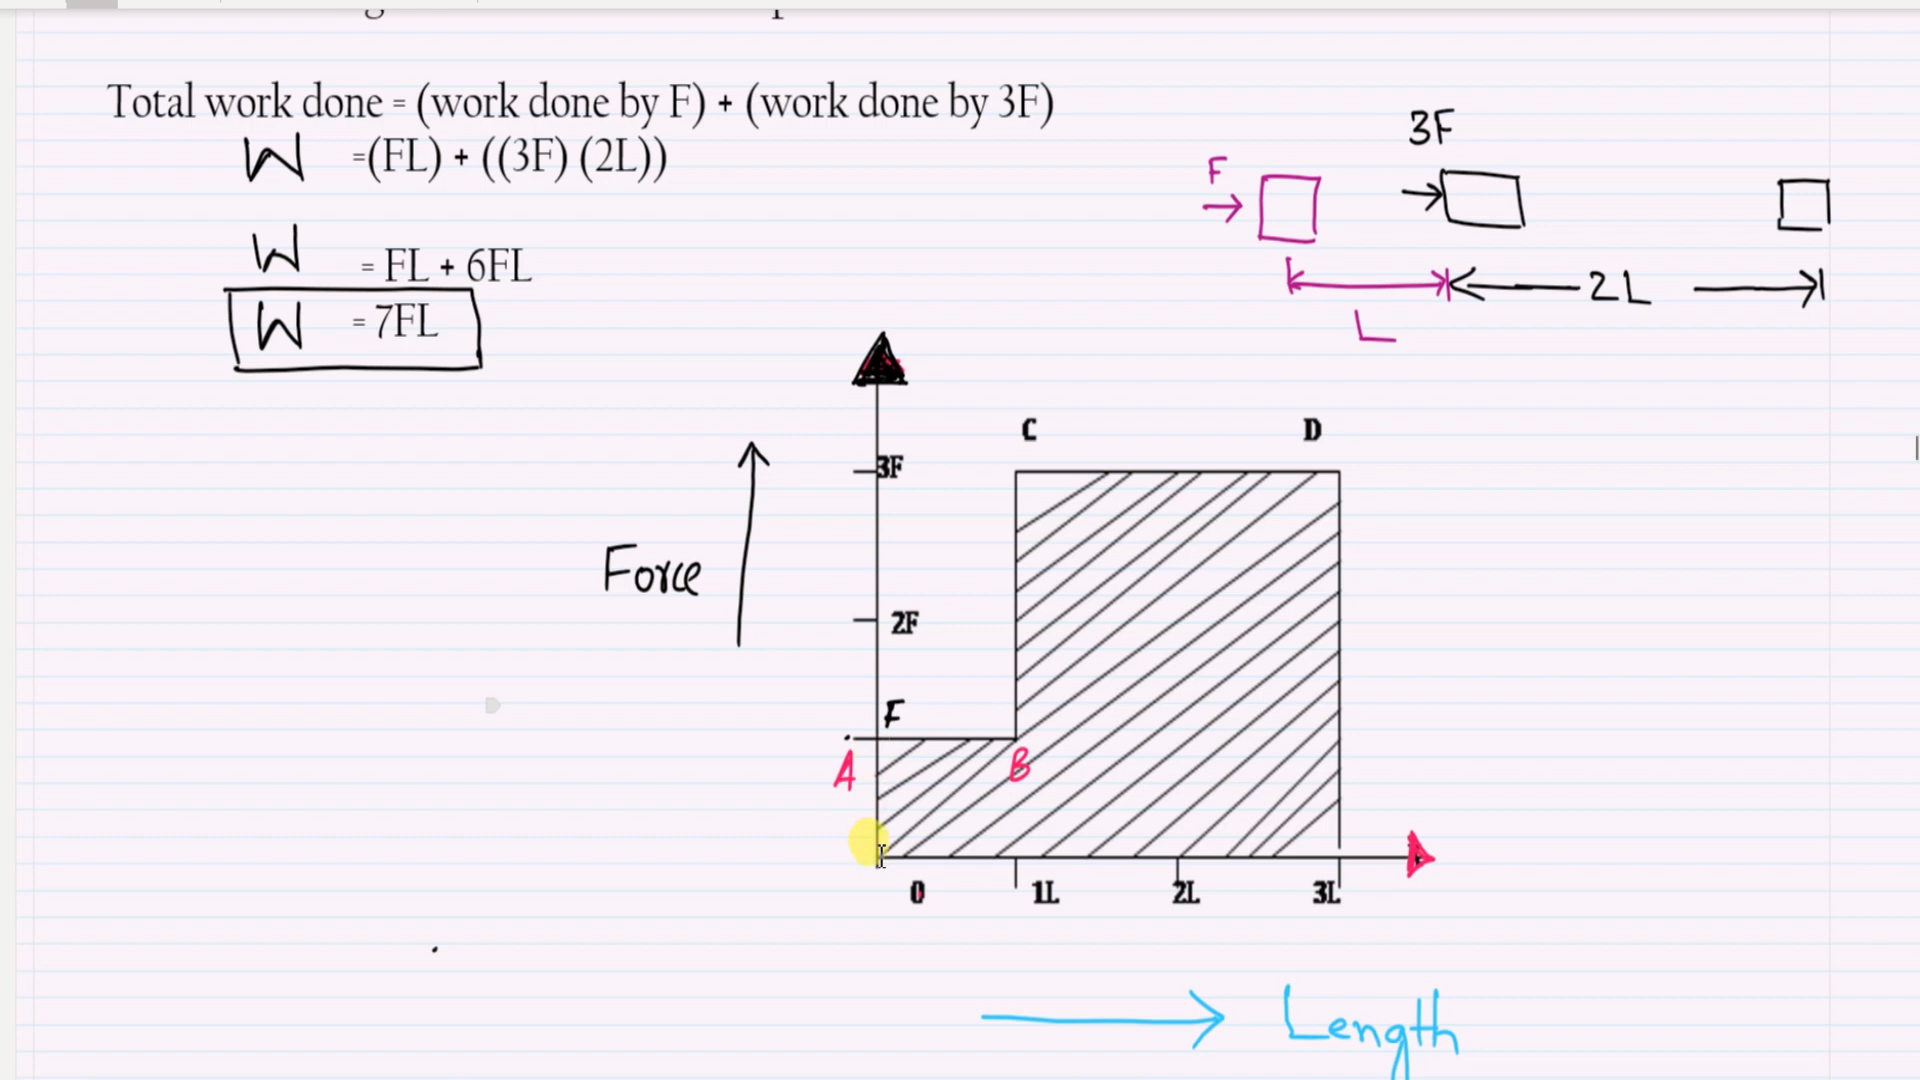 Total work done = (work done by F) + (work done by 3F)
W =(FL) + ((3F) (2L))
W = FL + 6FL
W = 7FL
3F
F
2L
L
C D
3F
Force
2F
F
A B
0 1L 2L 3L
Length